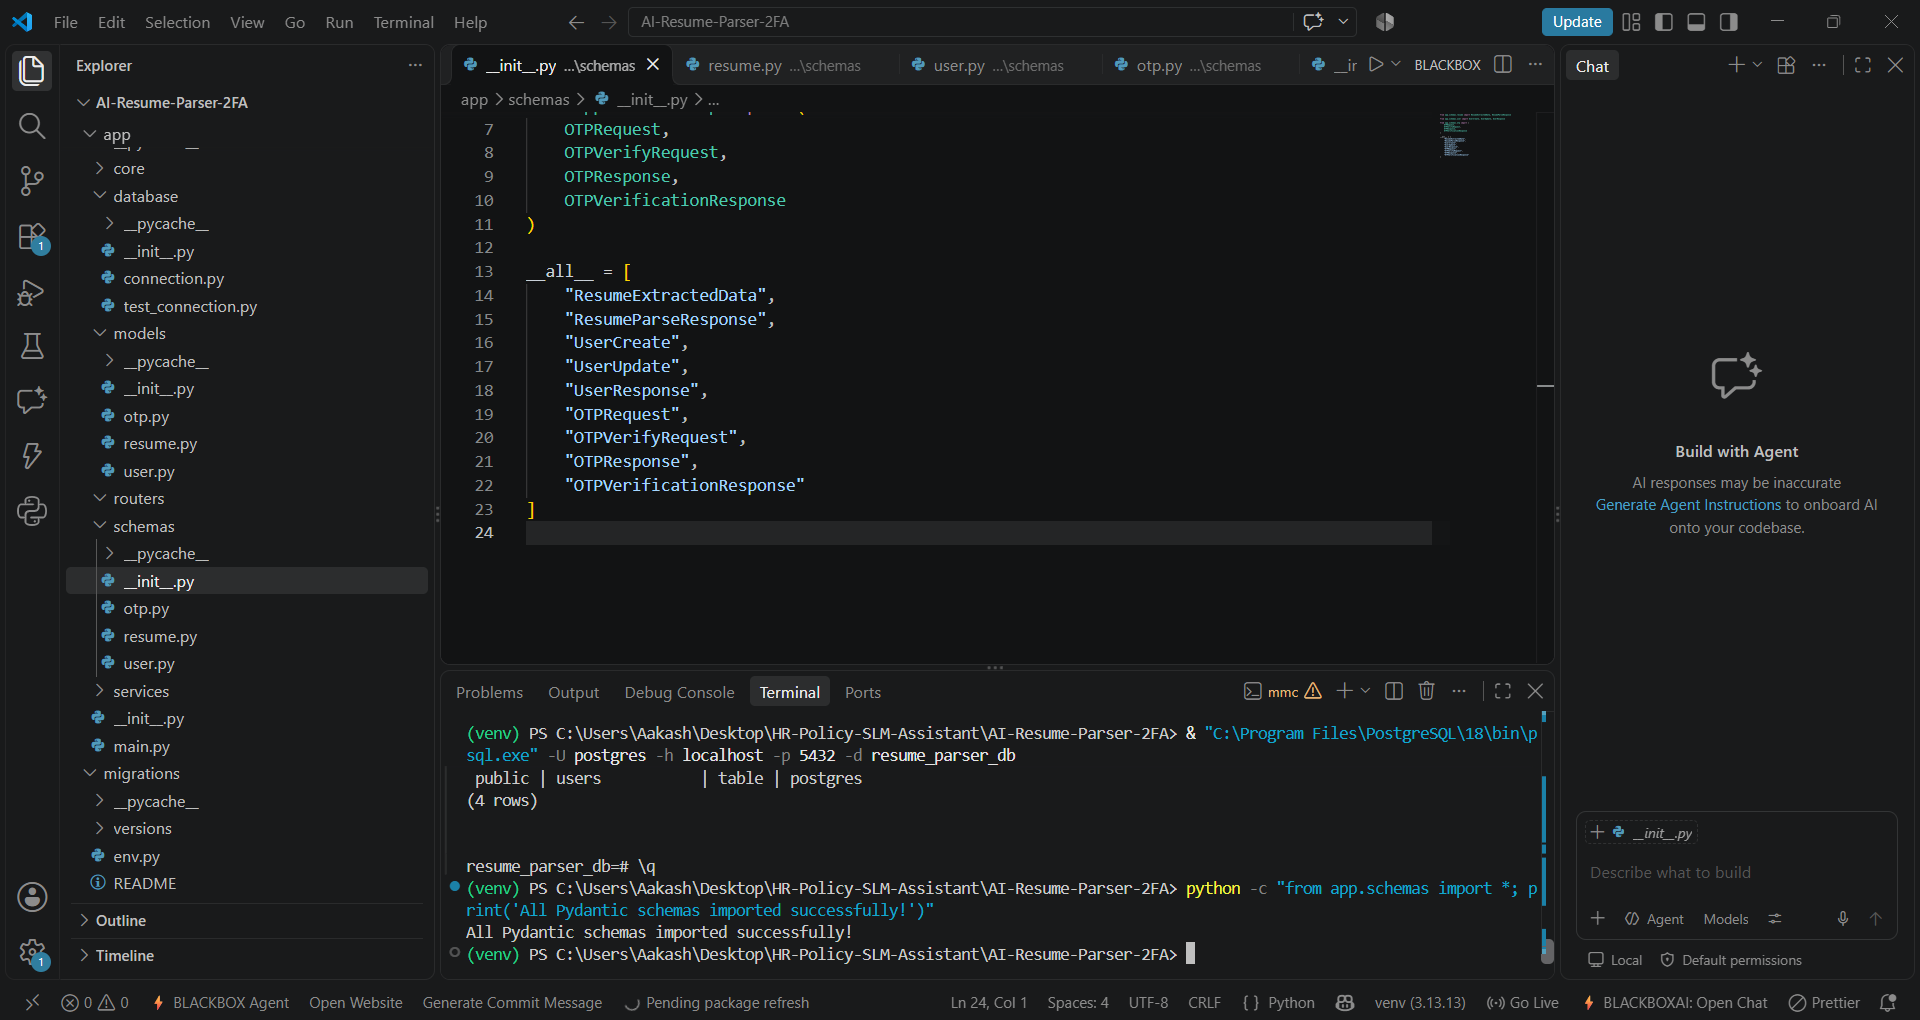 File Edit Selection View Go Run Terminal Help
AI-Resume-Parser-2FA
Update
Explorer
AI-Resume-Parser-2FA
app
core
database
__pycache__
__init__.py
connection.py
test_connection.py
models
__pycache__
__init__.py
otp.py
resume.py
user.py
routers
schemas
__pycache__
__init__.py
otp.py
resume.py
user.py
services
__init__.py
main.py
migrations
__pycache__
versions
env.py
README
Outline
Timeline
1
1
__init__.py ...\schemas
resume.py ...\schemas
user.py ...\schemas
otp.py ...\schemas
__ir
BLACKBOX
app > schemas > __init__.py > ...
7 OTPRequest,
8 OTPVerifyRequest,
9 OTPResponse,
10 OTPVerificationResponse
11 )
12
13 __all__ = [
14 "ResumeExtractedData",
15 "ResumeParseResponse",
16 "UserCreate",
17 "UserUpdate",
18 "UserResponse",
19 "OTPRequest",
20 "OTPVerifyRequest",
21 "OTPResponse",
22 "OTPVerificationResponse"
23 ]
24
Problems Output Debug Console Terminal Ports
mmc
(venv) PS C:\Users\Aakash\Desktop\HR-Policy-SLM-Assistant\AI-Resume-Parser-2FA> & "C:\Program Files\PostgreSQL\18\bin\p
sql.exe" -U postgres -h localhost -p 5432 -d resume_parser_db
public | users | table | postgres
(4 rows)
resume_parser_db=# \q
(venv) PS C:\Users\Aakash\Desktop\HR-Policy-SLM-Assistant\AI-Resume-Parser-2FA> python -c "from app.schemas import *; p
rint('All Pydantic schemas imported successfully!')"
All Pydantic schemas imported successfully!
(venv) PS C:\Users\Aakash\Desktop\HR-Policy-SLM-Assistant\AI-Resume-Parser-2FA>
Chat
Build with Agent
AI responses may be inaccurate
Generate Agent Instructions to onboard AI
onto your codebase.
__init__.py
Describe what to build
Agent Models
Local Default permissions
0 0 BLACKBOX Agent Open Website Generate Commit Message Pending package refresh Ln 24, Col 1 Spaces: 4 UTF-8 CRLF { } Python venv (3.13.13) Go Live BLACKBOXAI: Open Chat Prettier